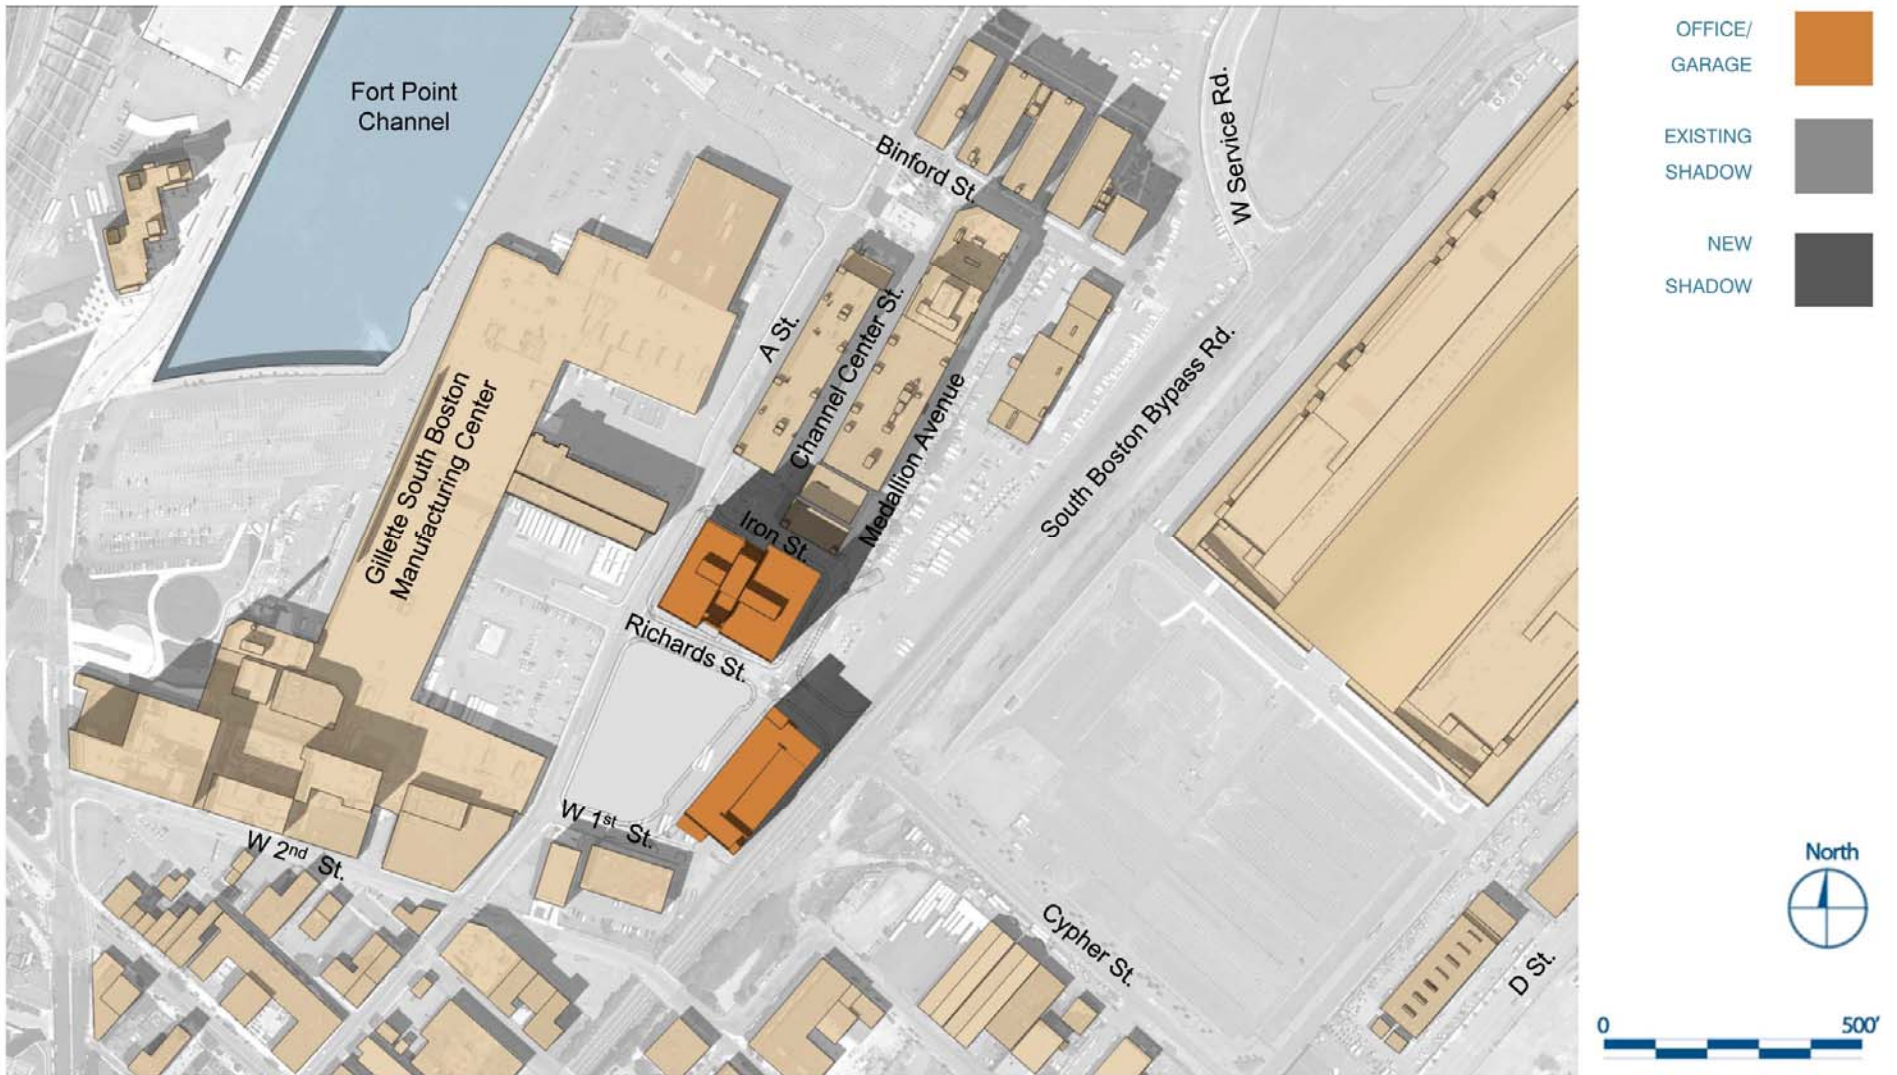 OFFICE/
GARAGE
EXISTING
SHADOW
NEW
SHADOW
Fort Point
Channel
Binford St.
W Service Rd.
A St.
Channel Center St.
Medallion Avenue
South Boston Bypass Rd.
Gillette South Boston
Manufacturing Center
Iron St.
Richards St.
W 1st St.
W 2nd St.
Cypher St.
D St.
North
0 500'